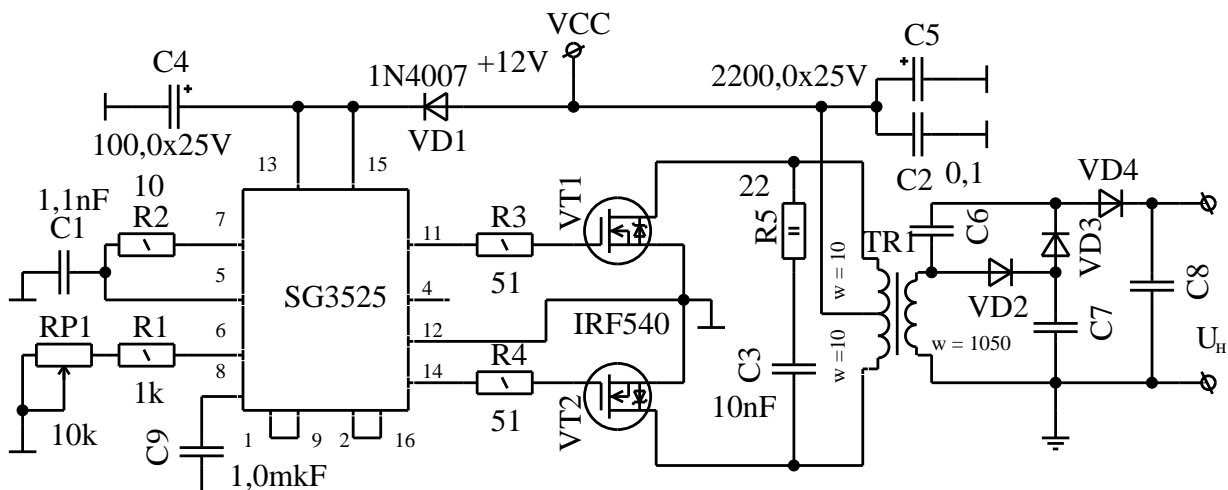 VCC
C5
C4
1N4007
+12V
2200,0x25V
100,0x25V
VD1
13
15
C2
0,1
VD4
10
1,1nF
R2
C1
7
VT1
R3
11
22
R5
w = 10
TR1
C6
VD3
5
51
SG3525
4
VD2
C7
C8
RP1
R1
6
12
IRF540
w =10
w = 1050
Uн
8
14
R4
C3
1k
10k
51
VT2
10nF
C9
1
9
2
16
1,0mkF